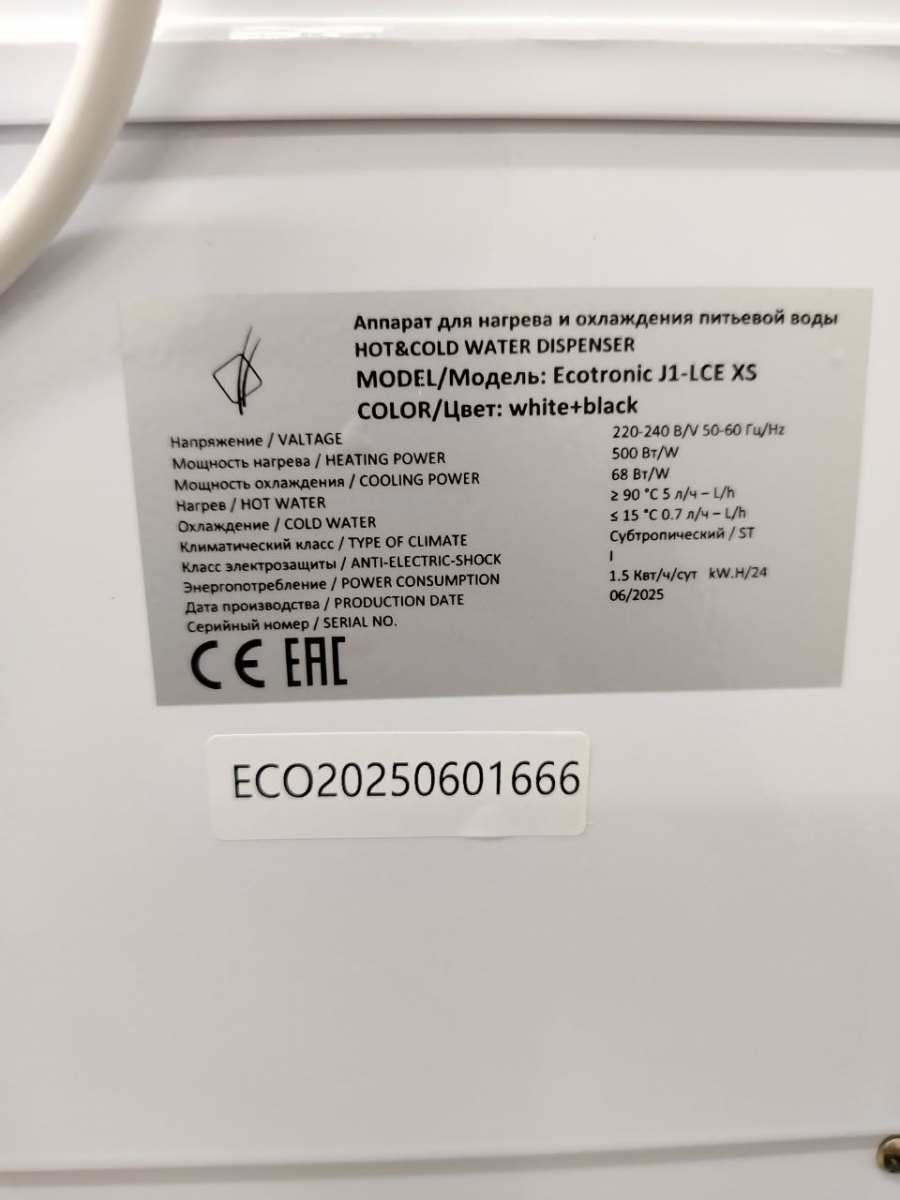 Аппарат для нагрева и охлаждения питьевой воды
HOT&COLD WATER DISPENSER
MODEL/Модель: Ecotronic J1-LCE XS
COLOR/Цвет: white+black
Напряжение / VALTAGE 220-240 В/V 50-60 Гц/Hz
Мощность нагрева / HEATING POWER 500 Вт/W
Мощность охлаждения / COOLING POWER 68 Вт/W
Нагрев / HOT WATER ≥ 90 °C 5 л/ч – L/h
Охлаждение / COLD WATER ≤ 15 °C 0.7 л/ч – L/h
Климатический класс / TYPE OF CLIMATE Субтропический / ST
Класс электрозащиты / ANTI-ELECTRIC-SHOCK I
Энергопотребление / POWER CONSUMPTION 1.5 Квт/ч/сут kW.H/24
Дата производства / PRODUCTION DATE 06/2025
Серийный номер / SERIAL NO.
CE EAC
ECO20250601666